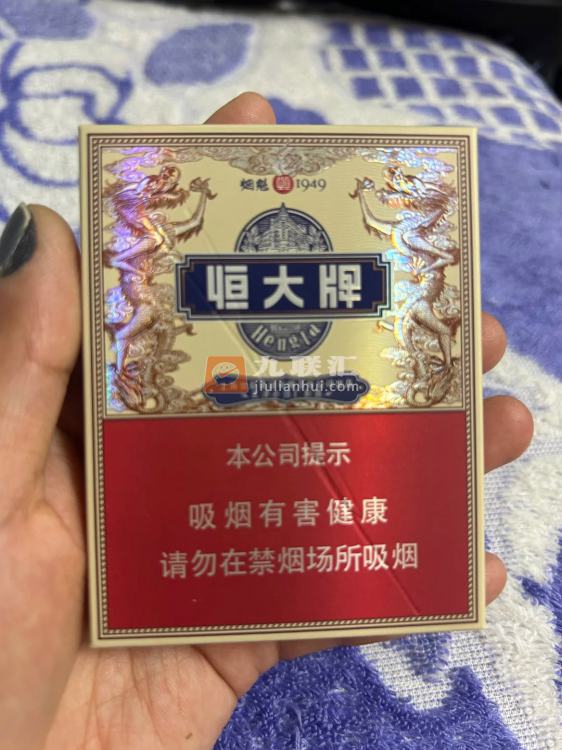 烟魁 1949
恒大牌
Hengda
九联汇
jiulianhui.com
本公司提示
吸烟有害健康
请勿在禁烟场所吸烟